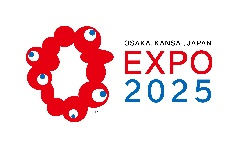 OSAKA, KANSAI, JAPAN
EXPO
2025